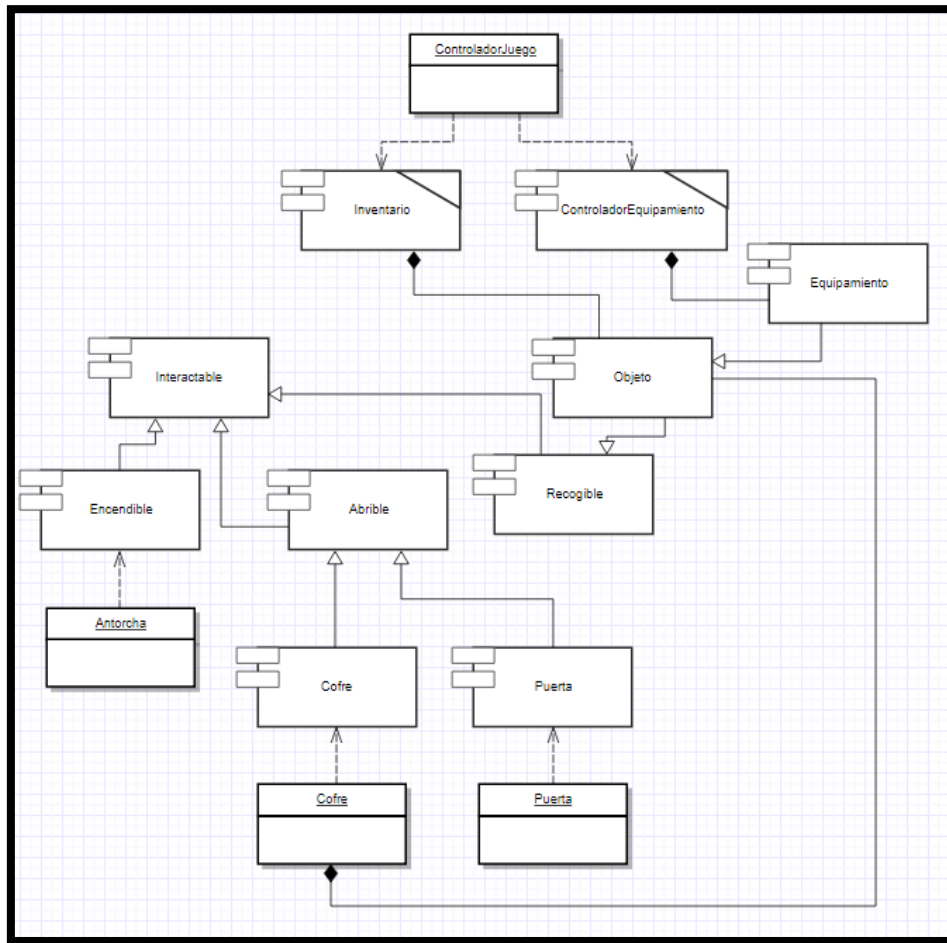 ControladorJuego
Inventario
ControladorEquipamiento
Equipamiento
Interactable
Objeto
Encendible
Abrible
Recogible
Antorcha
Cofre
Puerta
Cofre
Puerta